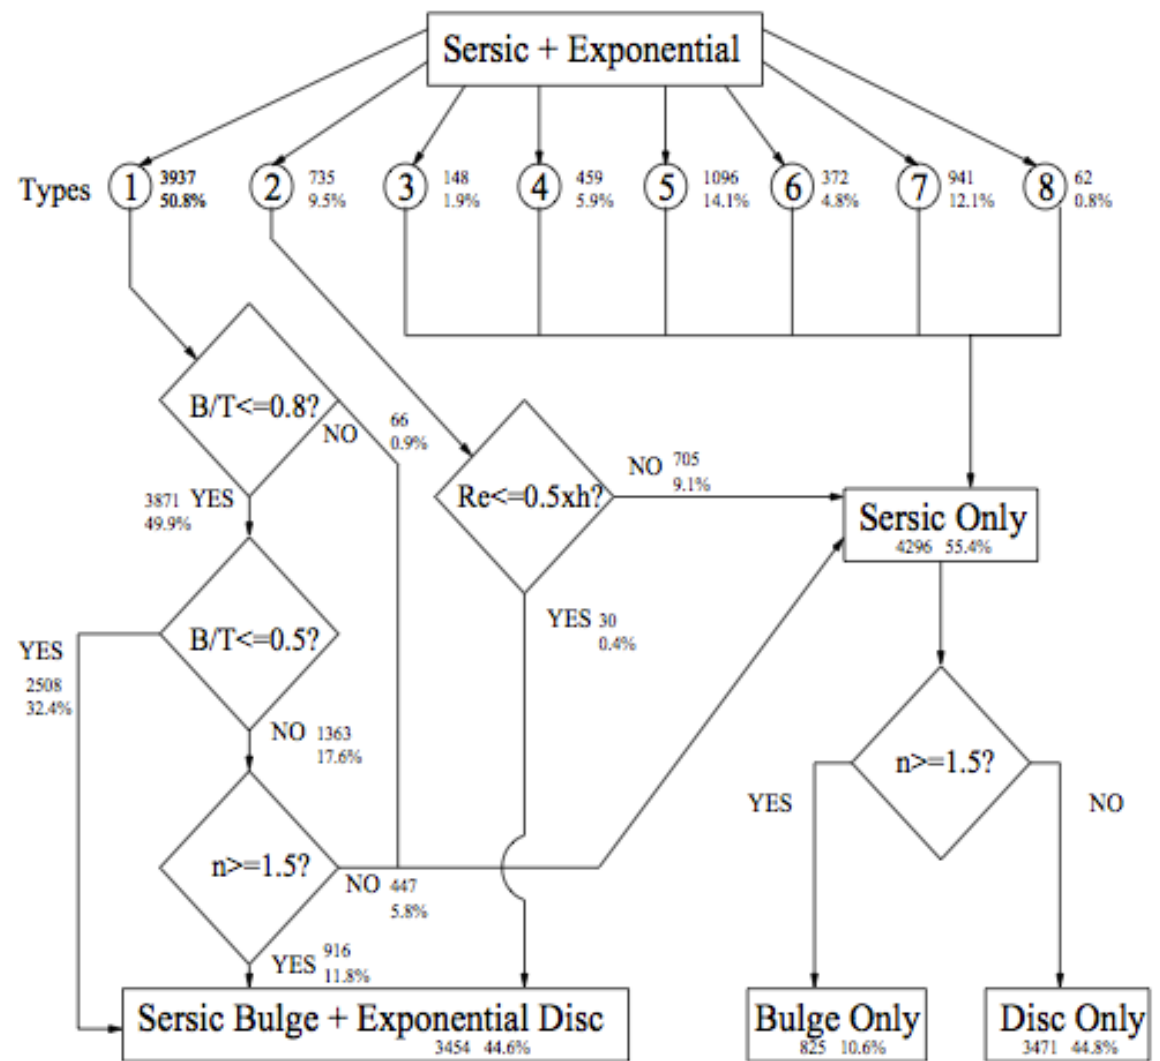 Sersic + Exponential
Types
1
3937
50.8%
2
735
9.5%
3
148
1.9%
4
459
5.9%
5
1096
14.1%
6
372
4.8%
7
941
12.1%
8
62
0.8%
B/T<=0.8?
NO
66
0.9%
3871 YES
49.9%
Re<=0.5xh?
NO 705
9.1%
Sersic Only
4296 55.4%
YES 30
0.4%
B/T<=0.5?
YES
2508
32.4%
NO 1363
17.6%
n>=1.5?
NO 447
5.8%
YES 916
11.8%
n>=1.5?
YES
NO
Sersic Bulge + Exponential Disc
3454 44.6%
Bulge Only
825 10.6%
Disc Only
3471 44.8%